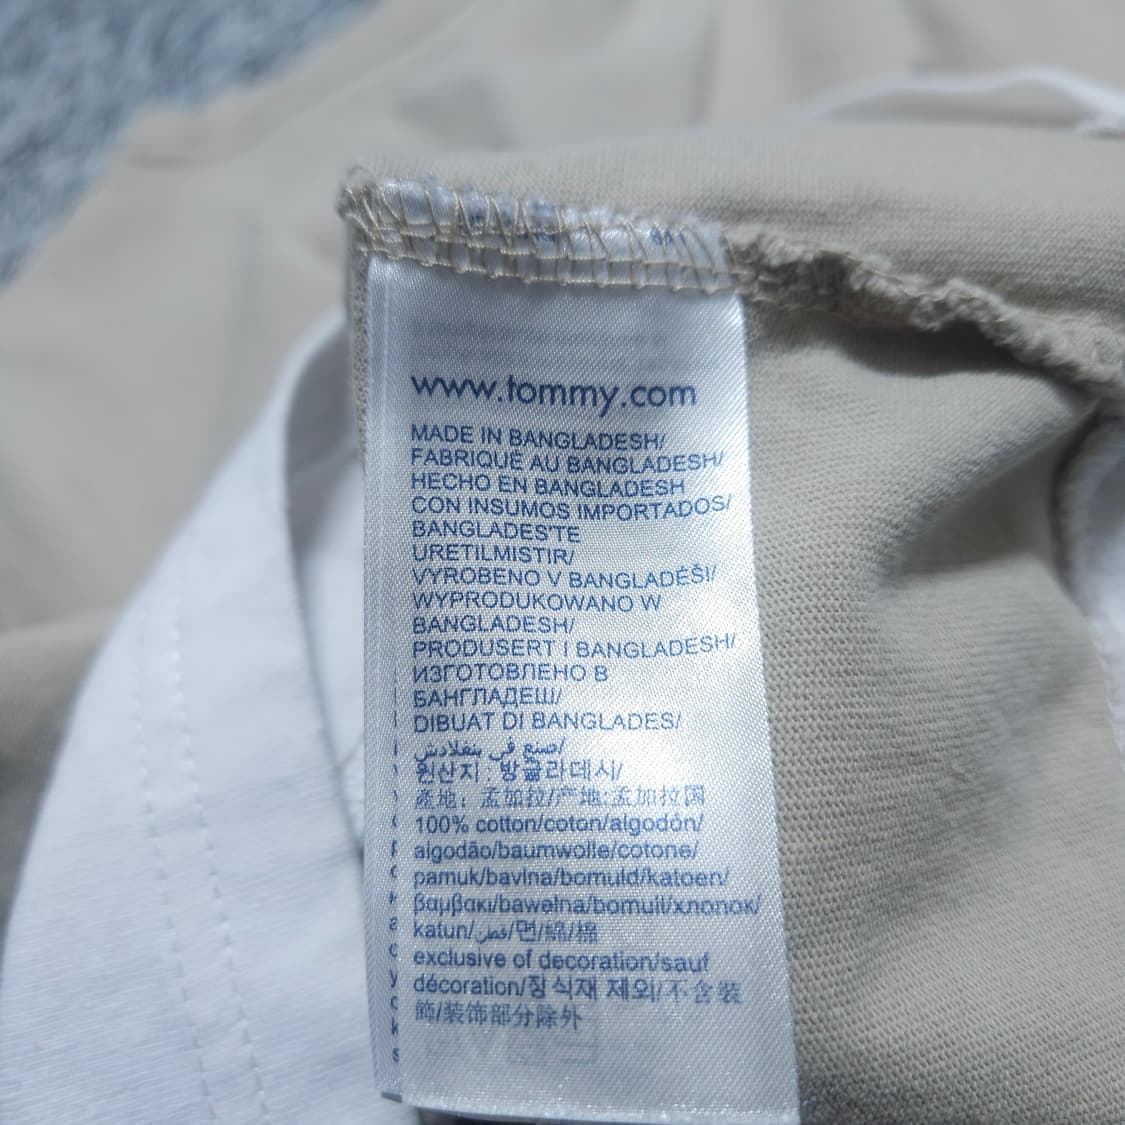 www.tommy.com
MADE IN BANGLADESH/
FABRIQUÉ AU BANGLADESH/
HECHO EN BANGLADESH
CON INSUMOS IMPORTADOS/
BANGLADES'TE
URETILMISTIR/
VYROBENO V BANGLADÉŠI/
WYPRODUKOWANO W
BANGLADESH/
PRODUSERT I BANGLADESH/
ИЗГОТОВЛЕНО В
БАНГЛАДЕШ/
DIBUAT DI BANGLADES/
صنع في بنغلادش/
원산지 : 방글라데시/
產地: 孟加拉/产地:孟加拉国
100% cotton/coton/algodón/
algodão/baumwolle/cotone/
pamuk/bavlna/bomuld/katoen/
βαμβακι/bawełna/bomull/хлопок/
katun/قطن/면/綿/棉
exclusive of decoration/sauf
décoration/장식재 제외/不含裝
飾/装饰部分除外